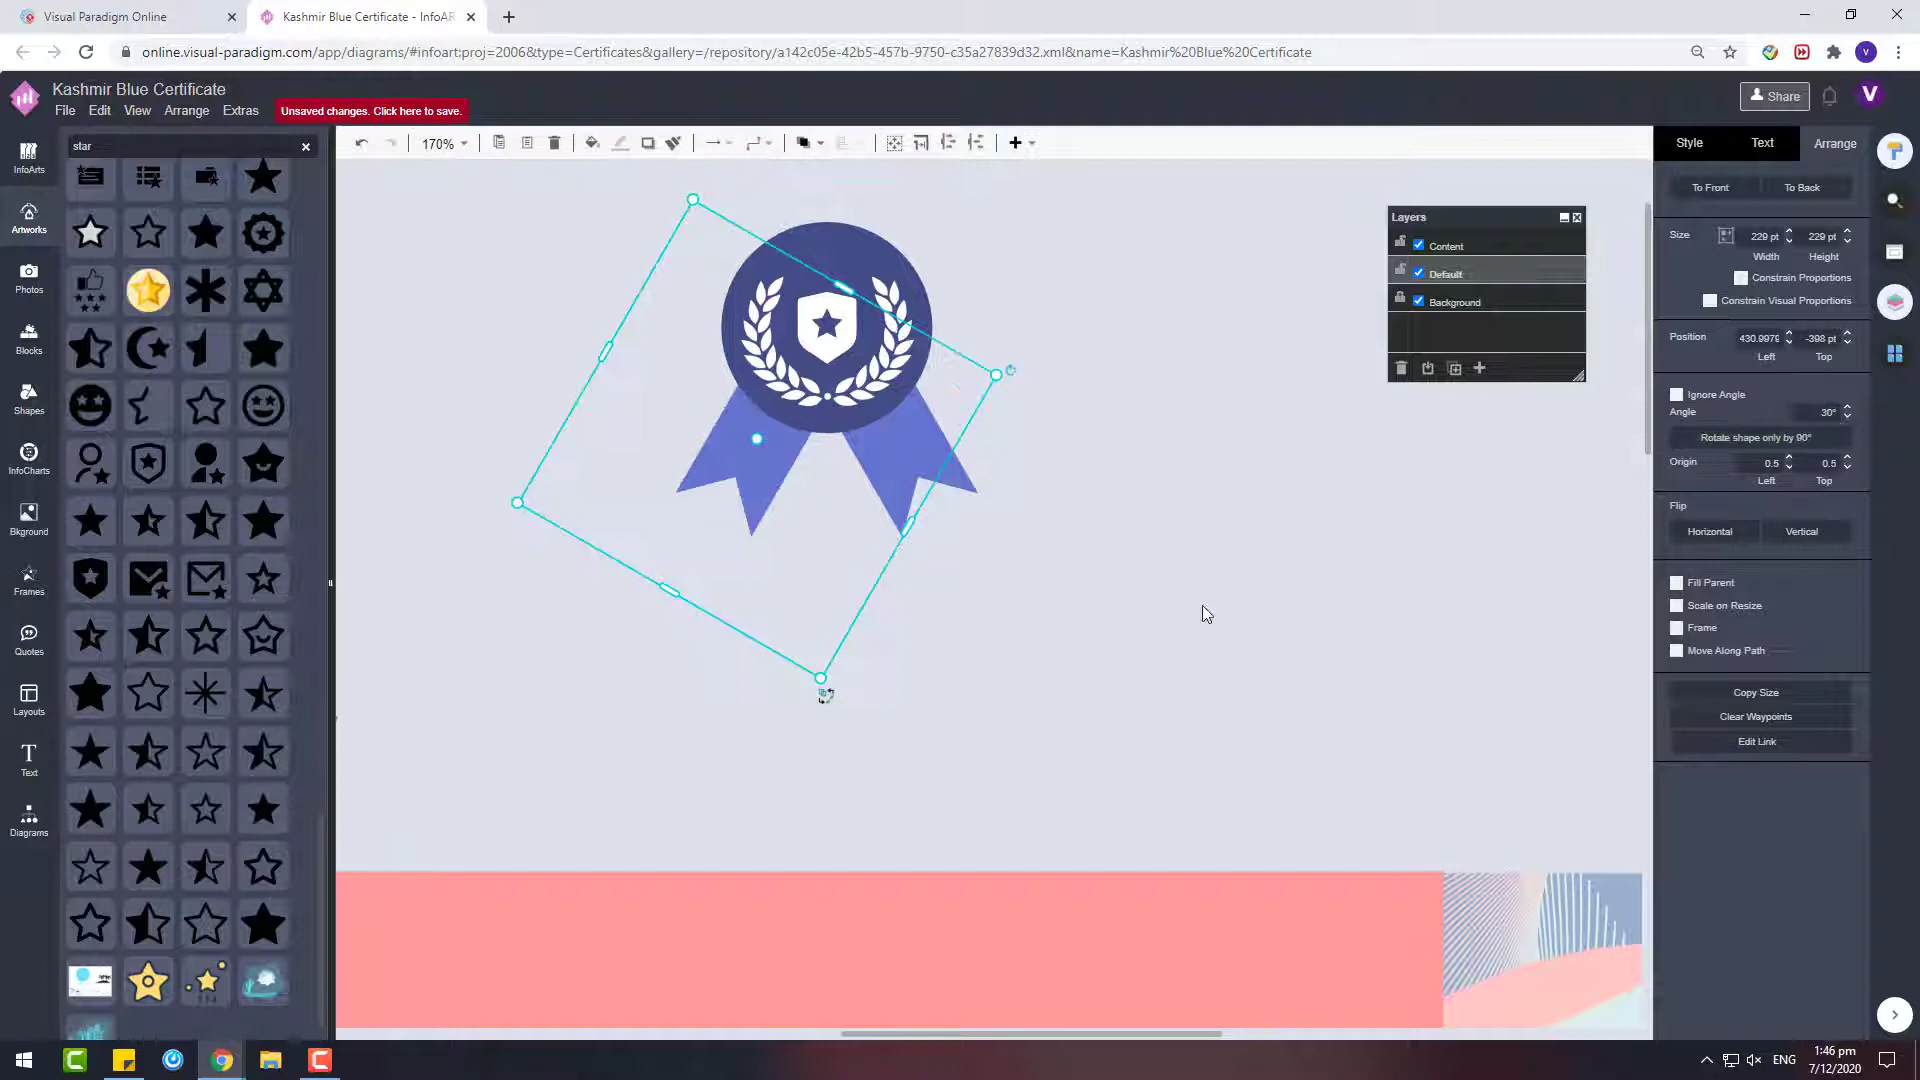 Visual Paradigm Online
Kashmir Blue Certificate - InfoAR
online.visual-paradigm.com/app/diagrams/#infoart:proj=2006&type=Certificates&gallery=/repository/a142c05e-42b5-457b-9750-c35a27839d32.xml&name=Kashmir%20Blue%20Certificate
V
Kashmir Blue Certificate
File Edit View Arrange Extras
Unsaved changes. Click here to save.
Share
V
InfoArts
Artworks
Photos
Blocks
Shapes
InfoCharts
Bkground
Frames
Quotes
Layouts
Text
Diagrams
star
170%
Layers
Content
Default
Background
Style Text Arrange
To Front To Back
Size 229 pt 229 pt
Width Height
Constrain Proportions
Constrain Visual Proportions
Position 430.9979 -398 pt
Left Top
Ignore Angle
Angle 30°
Rotate shape only by 90°
Origin 0.5 0.5
Left Top
Flip
Horizontal Vertical
Fill Parent
Scale on Resize
Frame
Move Along Path
Copy Size
Clear Waypoints
Edit Link
ENG
1:46 pm
7/12/2020